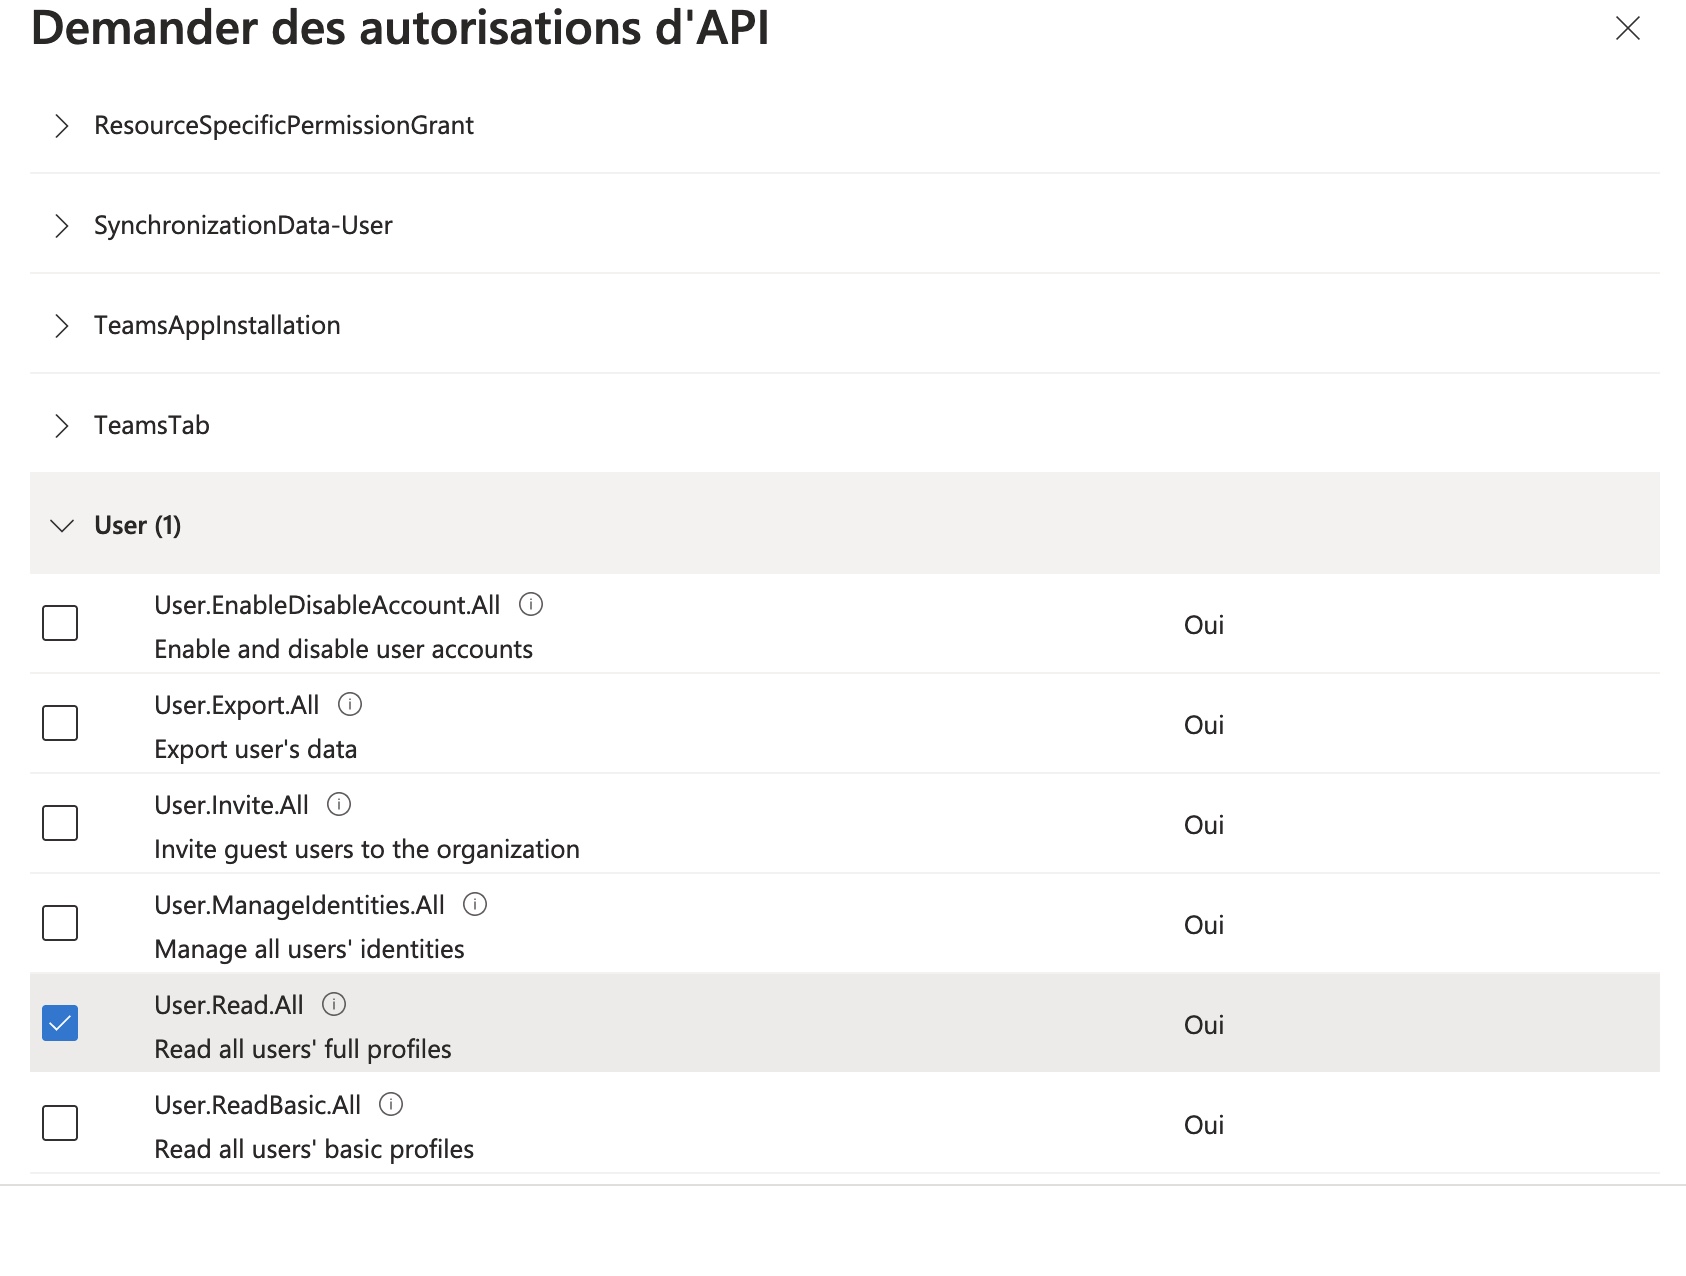 Demander des autorisations d'API
ResourceSpecificPermissionGrant
SynchronizationData-User
TeamsAppInstallation
TeamsTab
User (1)
User.EnableDisableAccount.All
Enable and disable user accounts
Oui
User.Export.All
Export user's data
Oui
User.Invite.All
Invite guest users to the organization
Oui
User.ManageIdentities.All
Manage all users' identities
Oui
User.Read.All
Read all users' full profiles
Oui
User.ReadBasic.All
Read all users' basic profiles
Oui